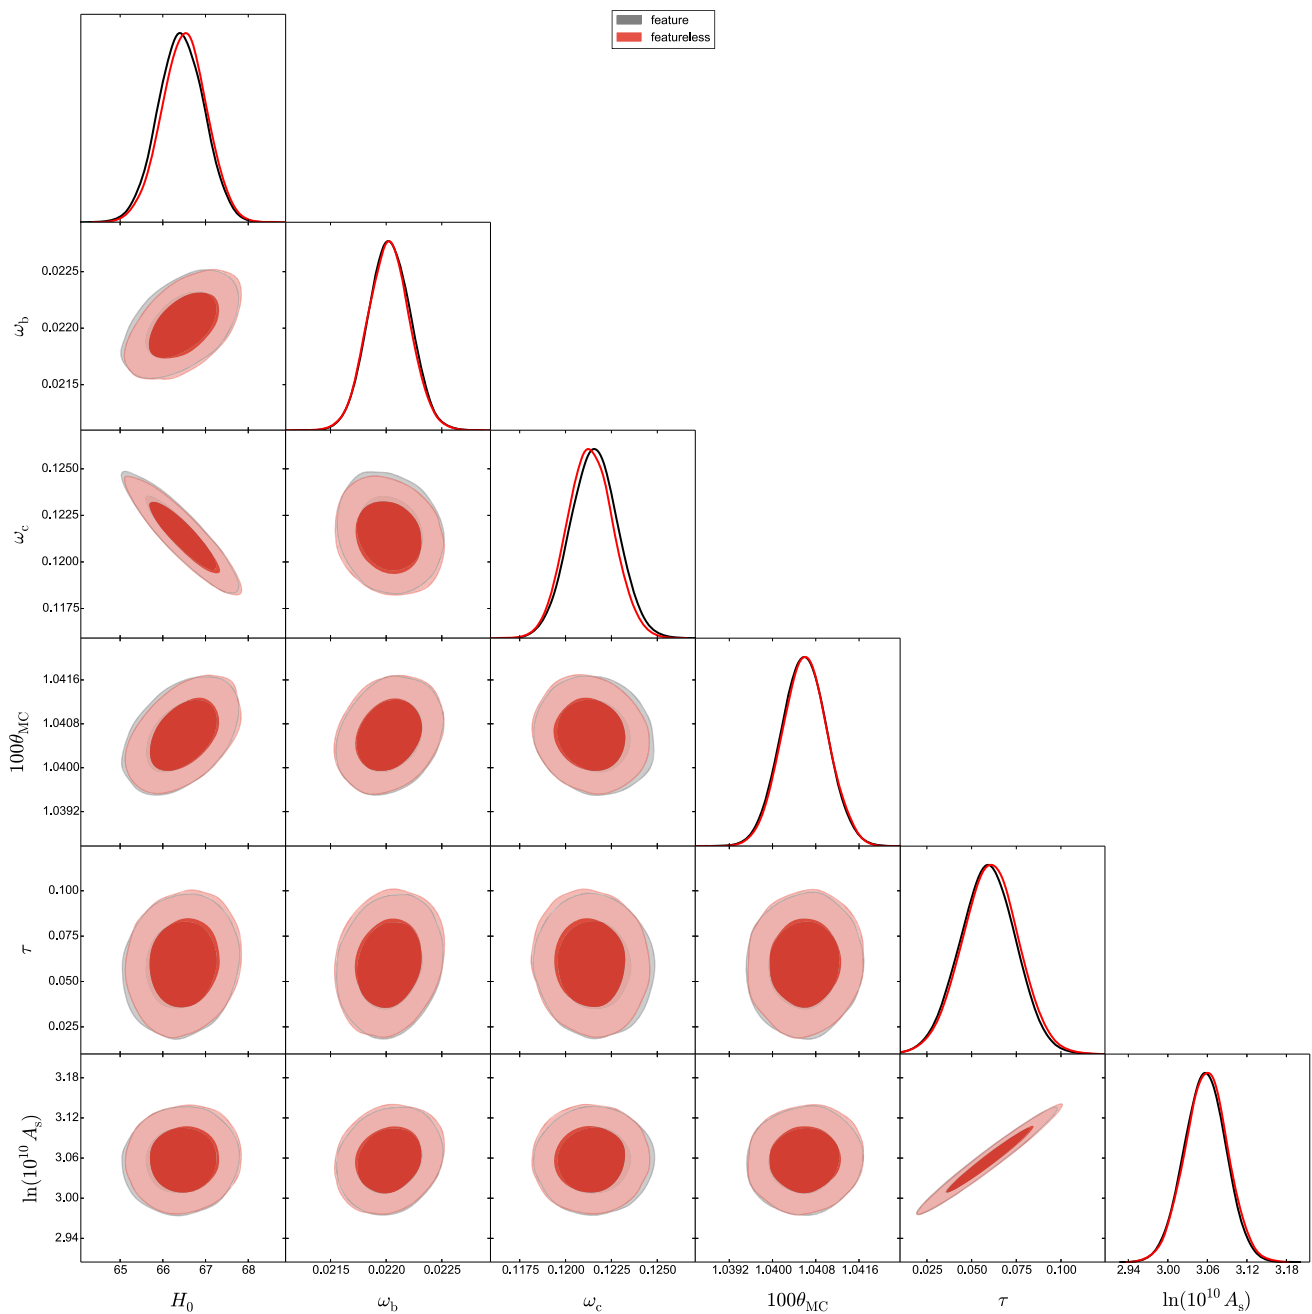 feature
featureless
0.0225
0.0220
0.0215
ω_b
0.1250
0.1225
0.1200
0.1175
ω_c
1.0416
1.0408
1.0400
1.0392
100θ_MC
0.100
0.075
0.050
0.025
τ
3.18
3.12
3.06
3.00
2.94
ln(10^10 A_s)
65 66 67 68
0.0215 0.0220 0.0225
0.1175 0.1200 0.1225 0.1250
1.0392 1.0400 1.0408 1.0416
0.025 0.050 0.075 0.100
2.94 3.00 3.06 3.12 3.18
H_0 ω_b ω_c 100θ_MC τ ln(10^10 A_s)